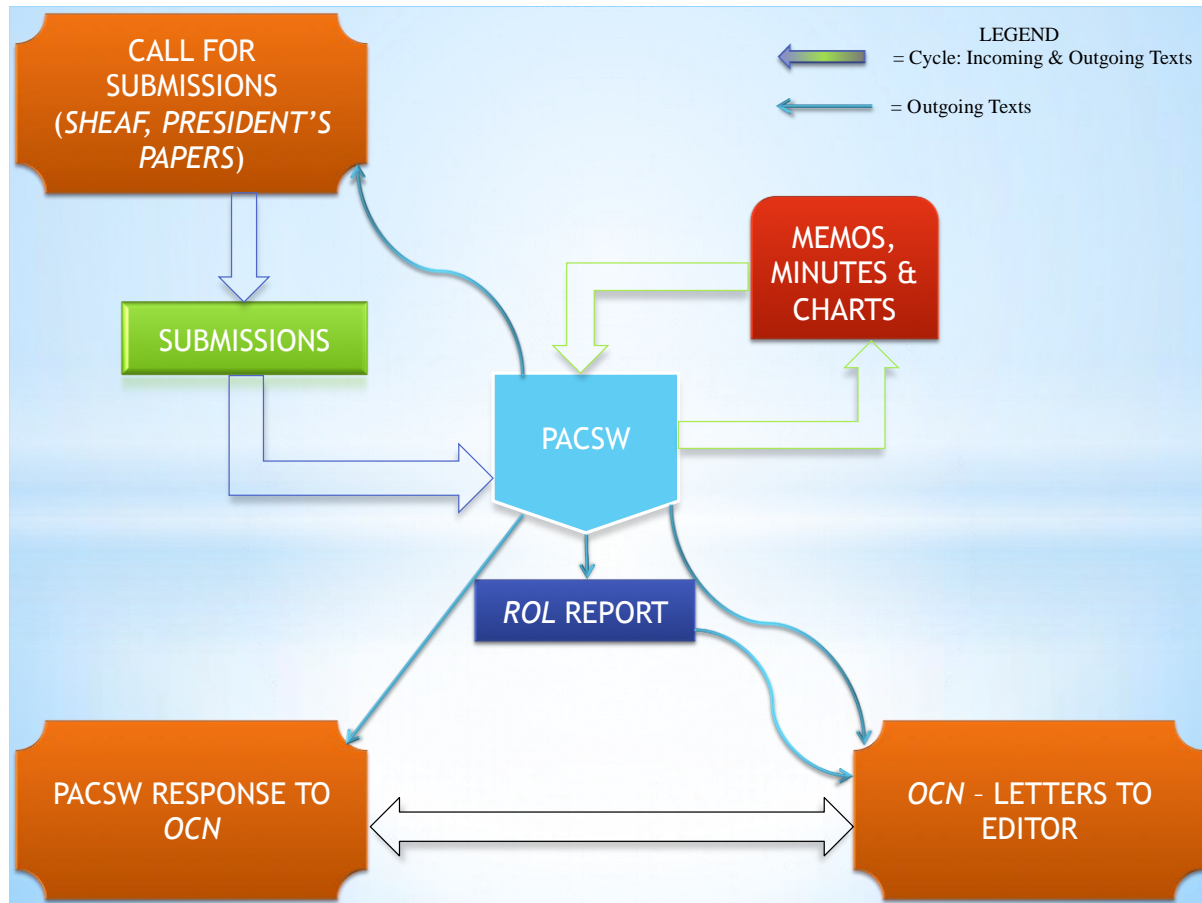 CALL FOR
SUBMISSIONS
(SHEAF, PRESIDENT’S
PAPERS)
LEGEND
= Cycle: Incoming & Outgoing Texts
= Outgoing Texts
MEMOS,
MINUTES &
CHARTS
SUBMISSIONS
PACSW
ROL REPORT
PACSW RESPONSE TO
OCN
OCN – LETTERS TO
EDITOR